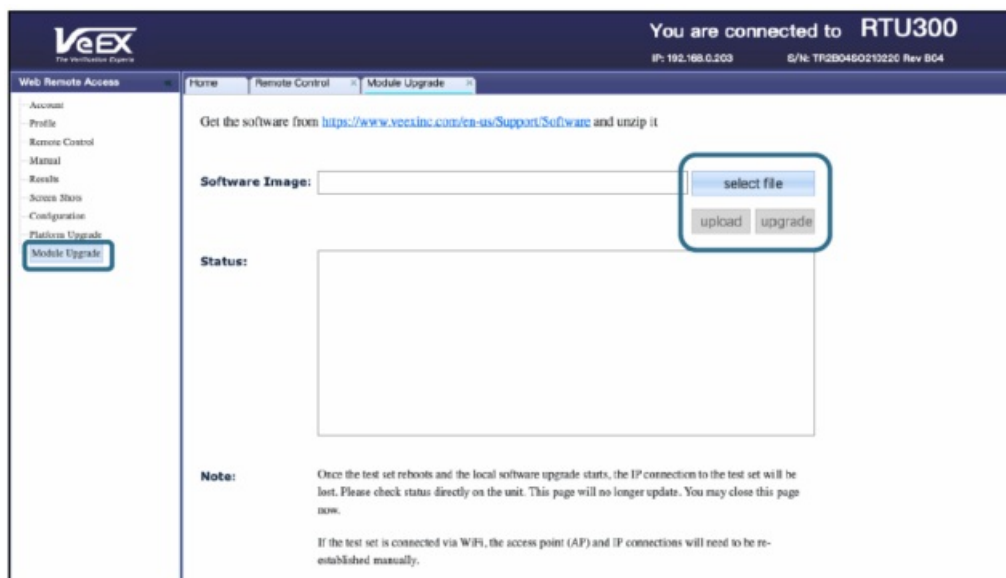 VeEX
The Verification Experts
You are connected to RTU300
IP: 192.168.0.203 S/N: TR2B046O210220 Rev B04
Web Remote Access
Home Remote Control Module Upgrade
Account
Profile
Remote Control
Manual
Results
Screen Shots
Configuration
Platform Upgrade
Module Upgrade
Get the software from https://www.veexinc.com/en-us/Support/Software and unzip it
Software Image:
select file
upload upgrade
Status:
Note:
Once the test set reboots and the local software upgrade starts, the IP connection to the test set will be
lost. Please check status directly on the unit. This page will no longer update. You may close this page
now.
If the test set is connected via WiFi, the access point (AP) and IP connections will need to be re-
established manually.